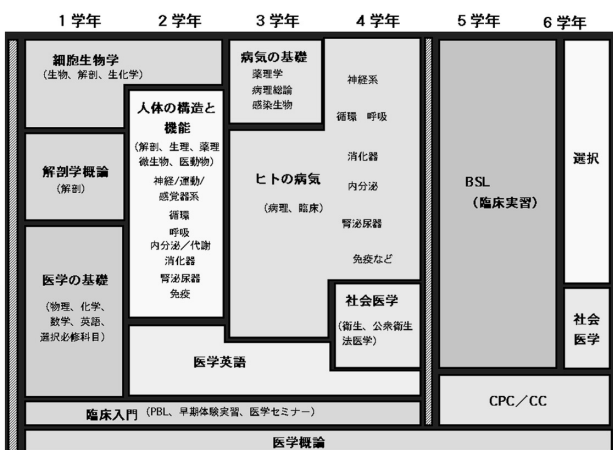 1学年
2学年
3学年
4学年
5学年
6学年
細胞生物学
(生物、解剖、生化学)
解剖学概論
(解剖)
医学の基礎
(物理、化学、
数学、英語、
選択必修科目)
人体の構造と
機能
(解剖、生理、薬理
微生物、医動物)
神経/運動/
感覚器系
循環
呼吸
内分泌/代謝
消化器
腎泌尿器
免疫
病気の基礎
薬理学
病理総論
感染生物
ヒトの病気
(病理、臨床)
神経系
循環 呼吸
消化器
内分泌
腎泌尿器
免疫など
社会医学
(衛生、公衆衛生
法医学)
医学英語
臨床入門 (PBL、早期体験実習、医学セミナー)
BSL
(臨床実習)
選択
社会
医学
CPC/CC
医学概論